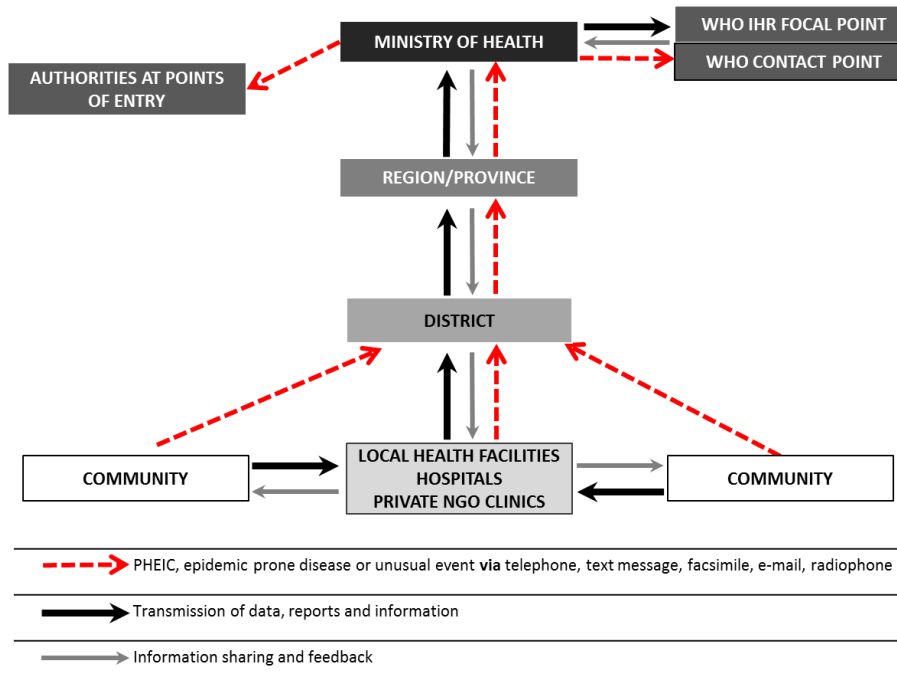 MINISTRY OF HEALTH
WHO IHR FOCAL POINT
WHO CONTACT POINT
AUTHORITIES AT POINTS
OF ENTRY
REGION/PROVINCE
DISTRICT
COMMUNITY
LOCAL HEALTH FACILITIES
HOSPITALS
PRIVATE NGO CLINICS
COMMUNITY
PHEIC, epidemic prone disease or unusual event via telephone, text message, facsimile, e-mail, radiophone
Transmission of data, reports and information
Information sharing and feedback